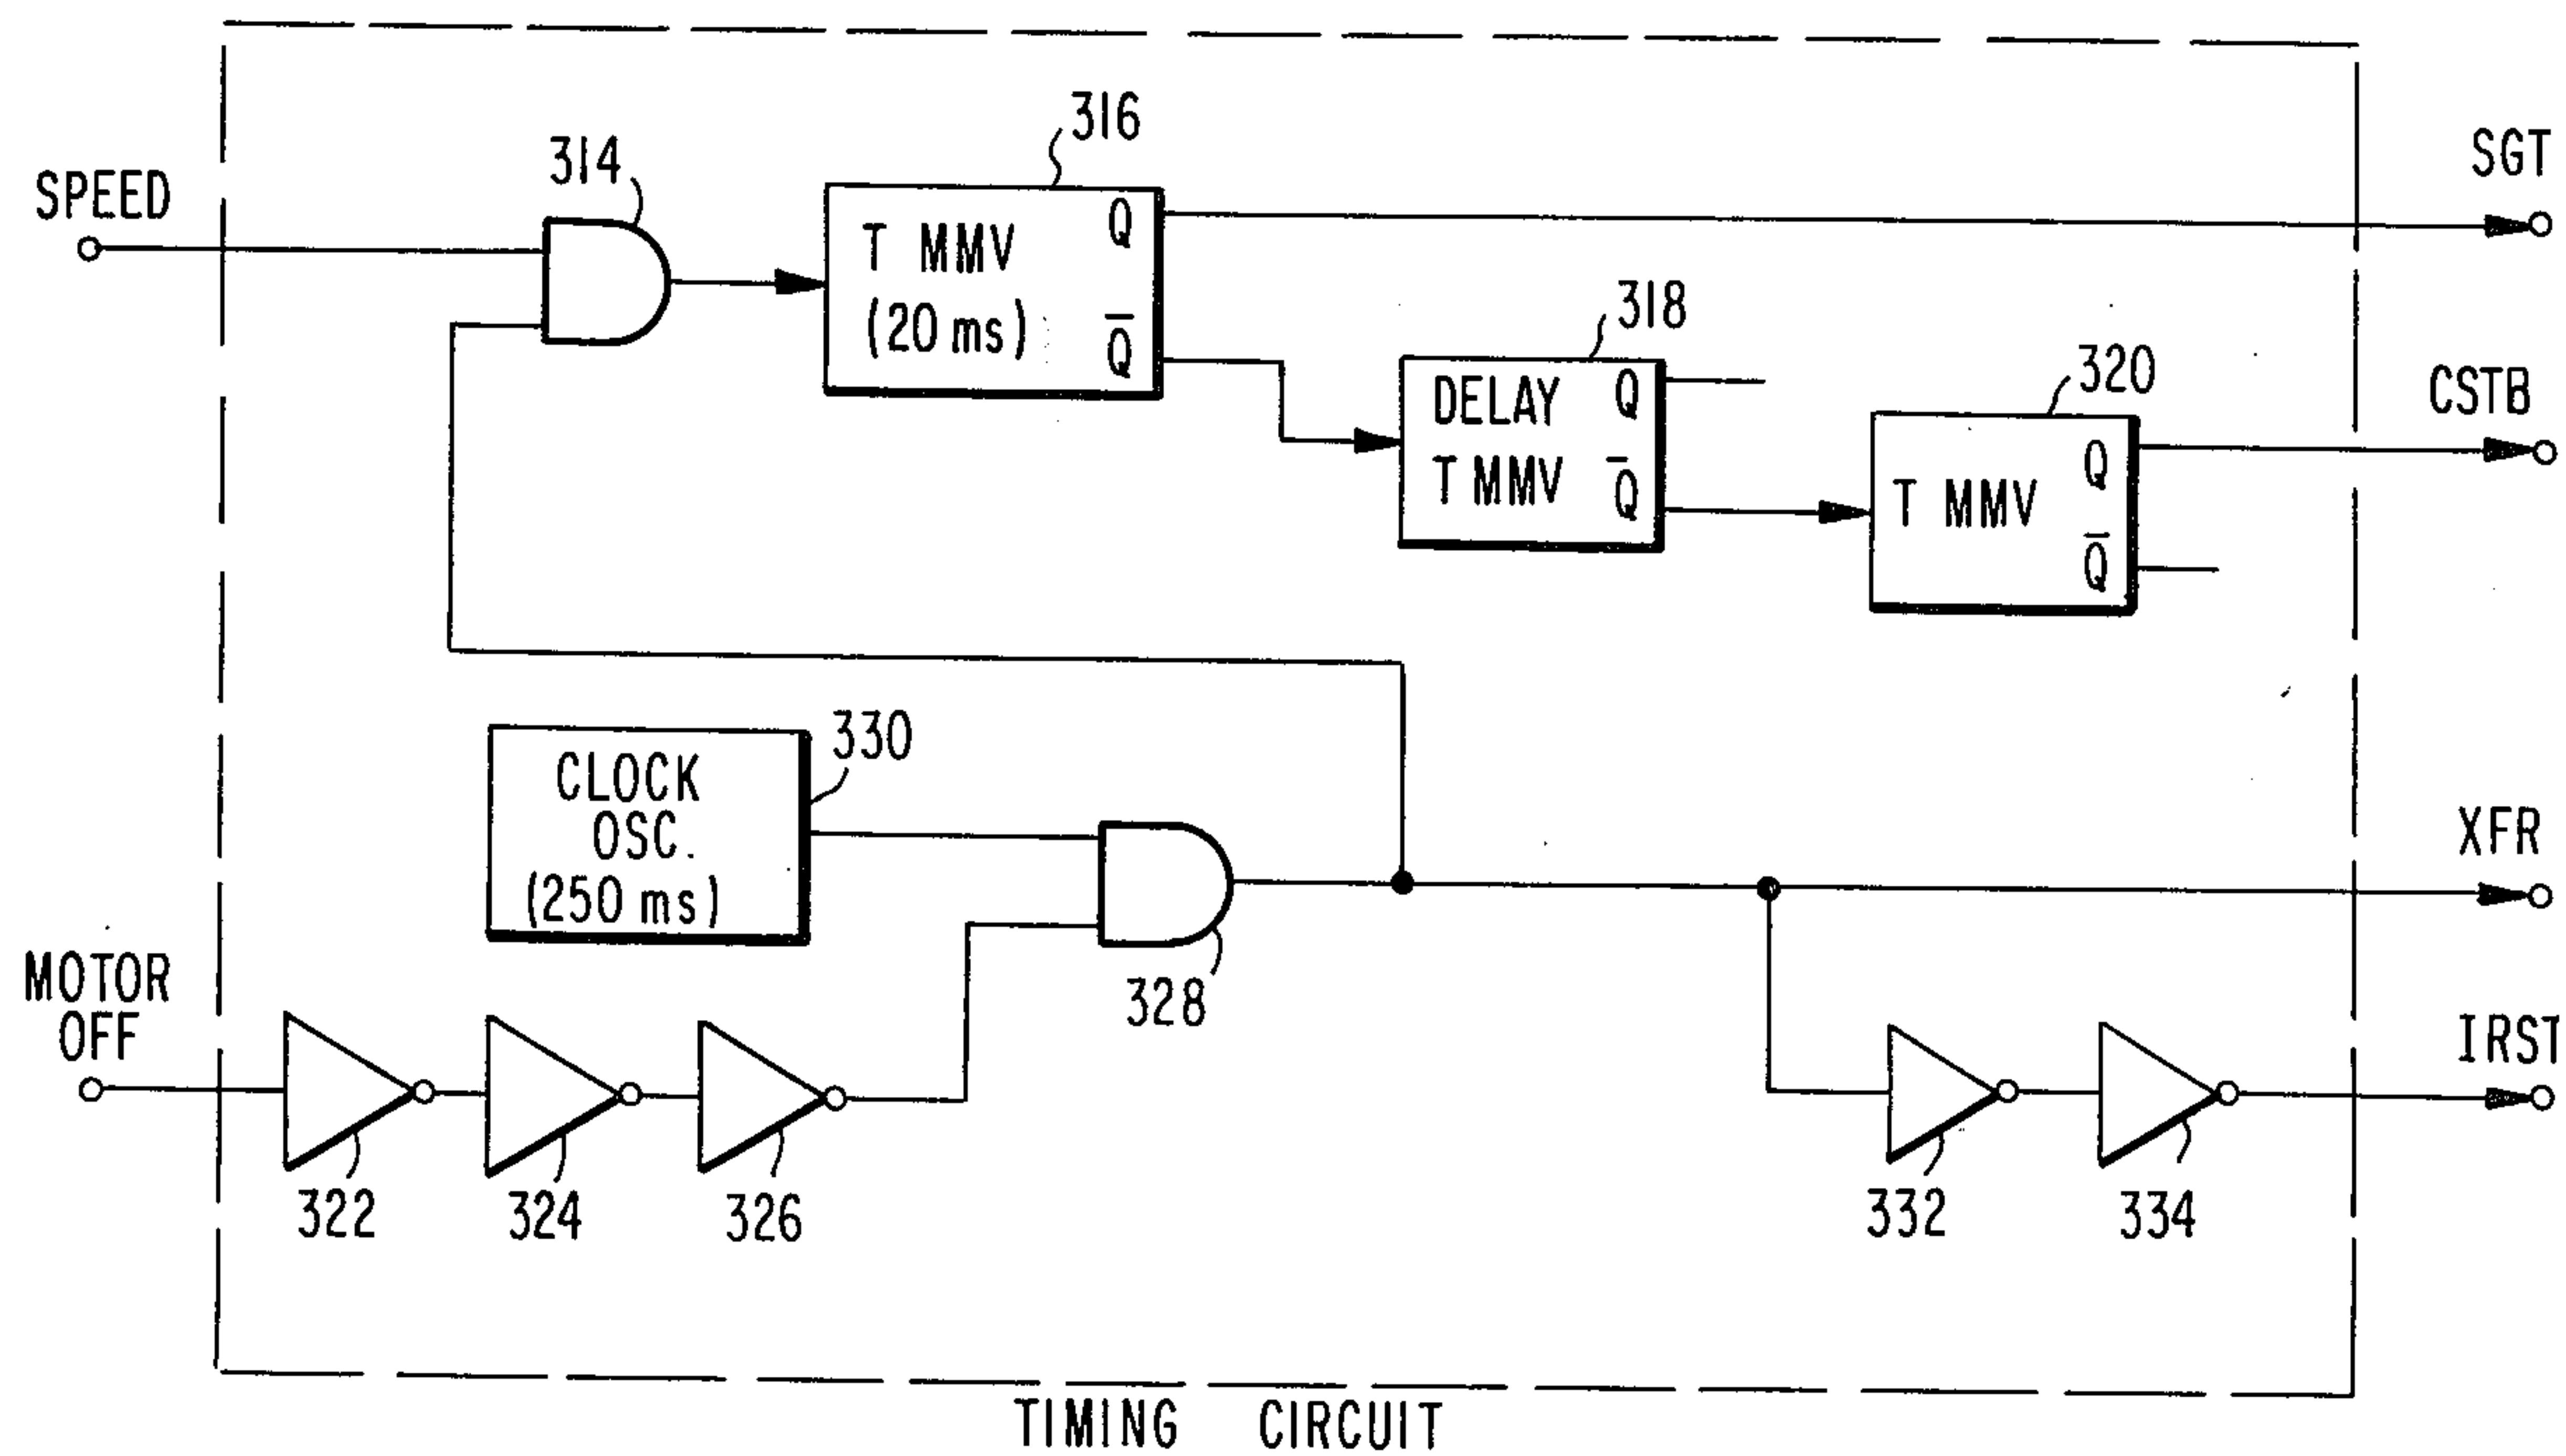 316
314
SPEED
SGT
T MMV
(20 ms)
Q
Q̅
318
DELAY
T MMV
Q
Q̅
320
CSTB
T MMV
Q
Q̅
330
CLOCK
OSC.
(250 ms)
XFR
328
MOTOR
OFF
IRST
322
324
326
332
334
TIMING CIRCUIT